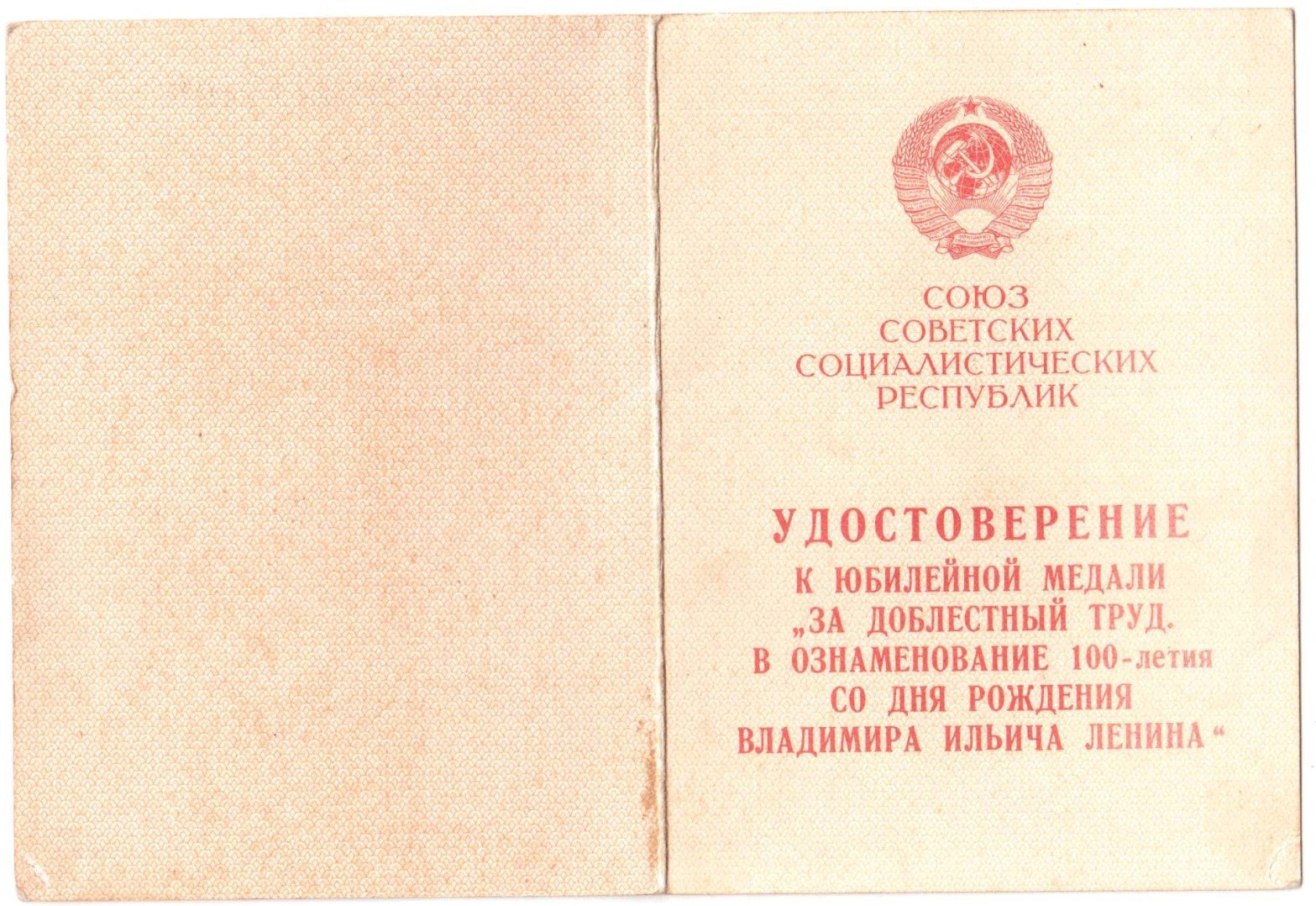 СОЮЗ
СОВЕТСКИХ
СОЦИАЛИСТИЧЕСКИХ
РЕСПУБЛИК
УДОСТОВЕРЕНИЕ
К ЮБИЛЕЙНОЙ МЕДАЛИ
„ЗА ДОБЛЕСТНЫЙ ТРУД.
В ОЗНАМЕНОВАНИЕ 100-летия
СО ДНЯ РОЖДЕНИЯ
ВЛАДИМИРА ИЛЬИЧА ЛЕНИНА“